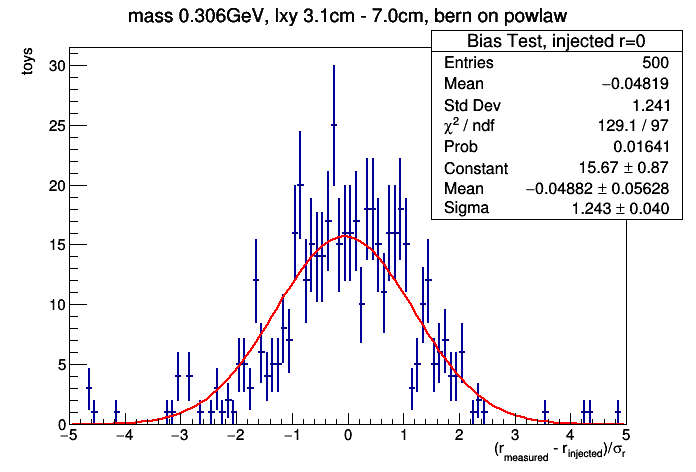 mass 0.306GeV, lxy 3.1cm - 7.0cm, bern on powlaw
toys
Bias Test, injected r=0
Entries 500
Mean −0.04819
Std Dev 1.241
χ² / ndf 129.1 / 97
Prob 0.01641
Constant 15.67 ± 0.87
Mean −0.04882 ± 0.05628
Sigma 1.243 ± 0.040
30
25
20
15
10
5
0
−5 −4 −3 −2 −1 0 1 2 3 4 5
(r_measured - r_injected)/σ_r